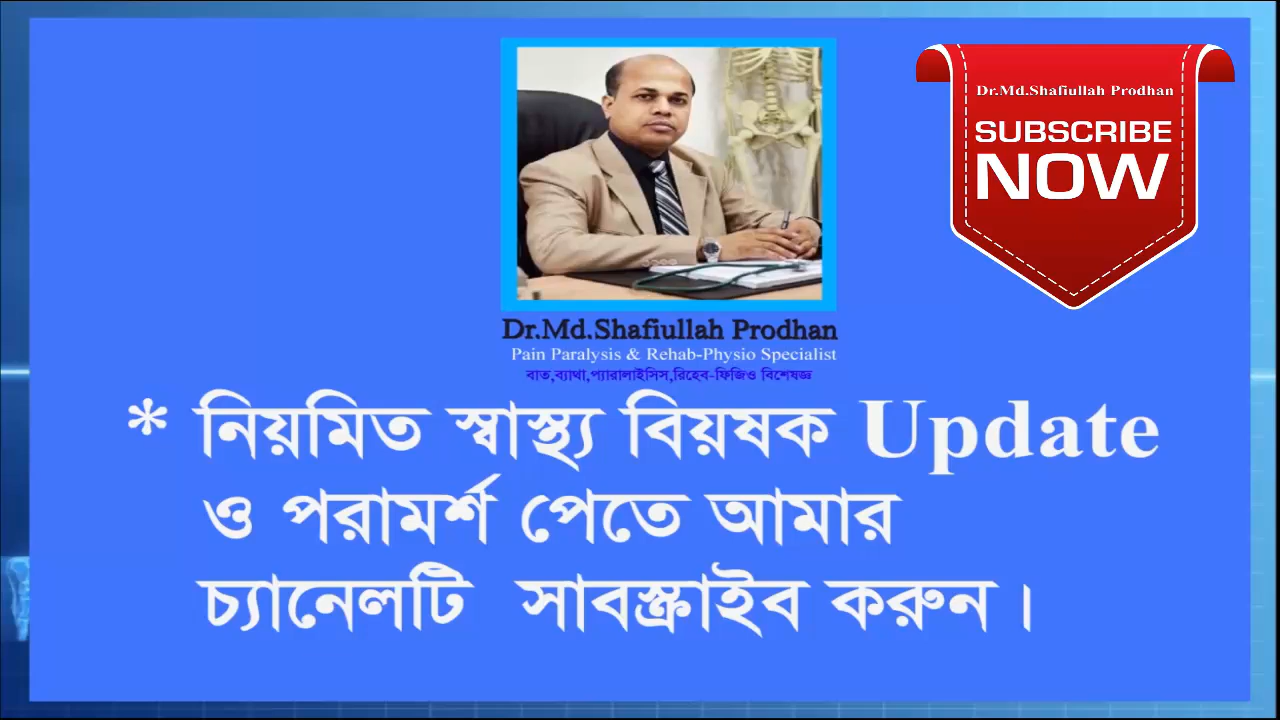 Dr.Md.Shafiullah Prodhan
SUBSCRIBE
NOW
Dr.Md.Shafiullah Prodhan
Pain Paralysis & Rehab-Physio Specialist
বাত,ব্যাথা,প্যারালাইসিস,রিহেব-ফিজিও বিশেষজ্ঞ
* নিয়মিত স্বাস্থ্য বিয়ষক Update
ও পরামর্শ পেতে আমার
চ্যানেলটি সাবস্ক্রাইব করুন।